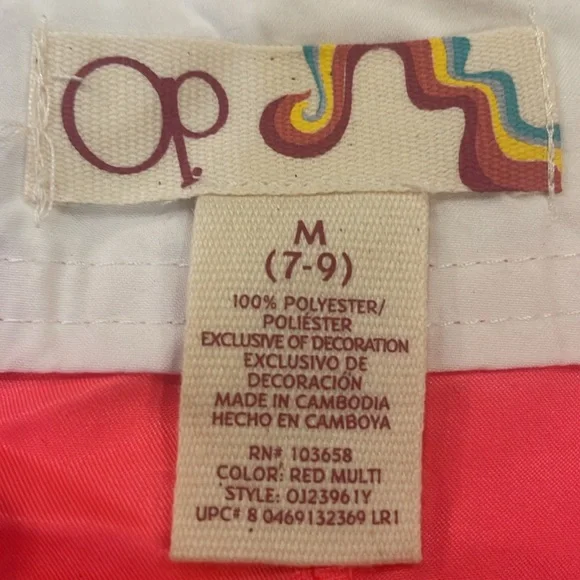 Op.
M
(7-9)
100% POLYESTER/
POLIÉSTER
EXCLUSIVE OF DECORATION
EXCLUSIVO DE
DECORACIÓN
MADE IN CAMBODIA
HECHO EN CAMBOYA
RN# 103658
COLOR: RED MULTI
STYLE: OJ23961Y
UPC# 8 0469132369 LR1